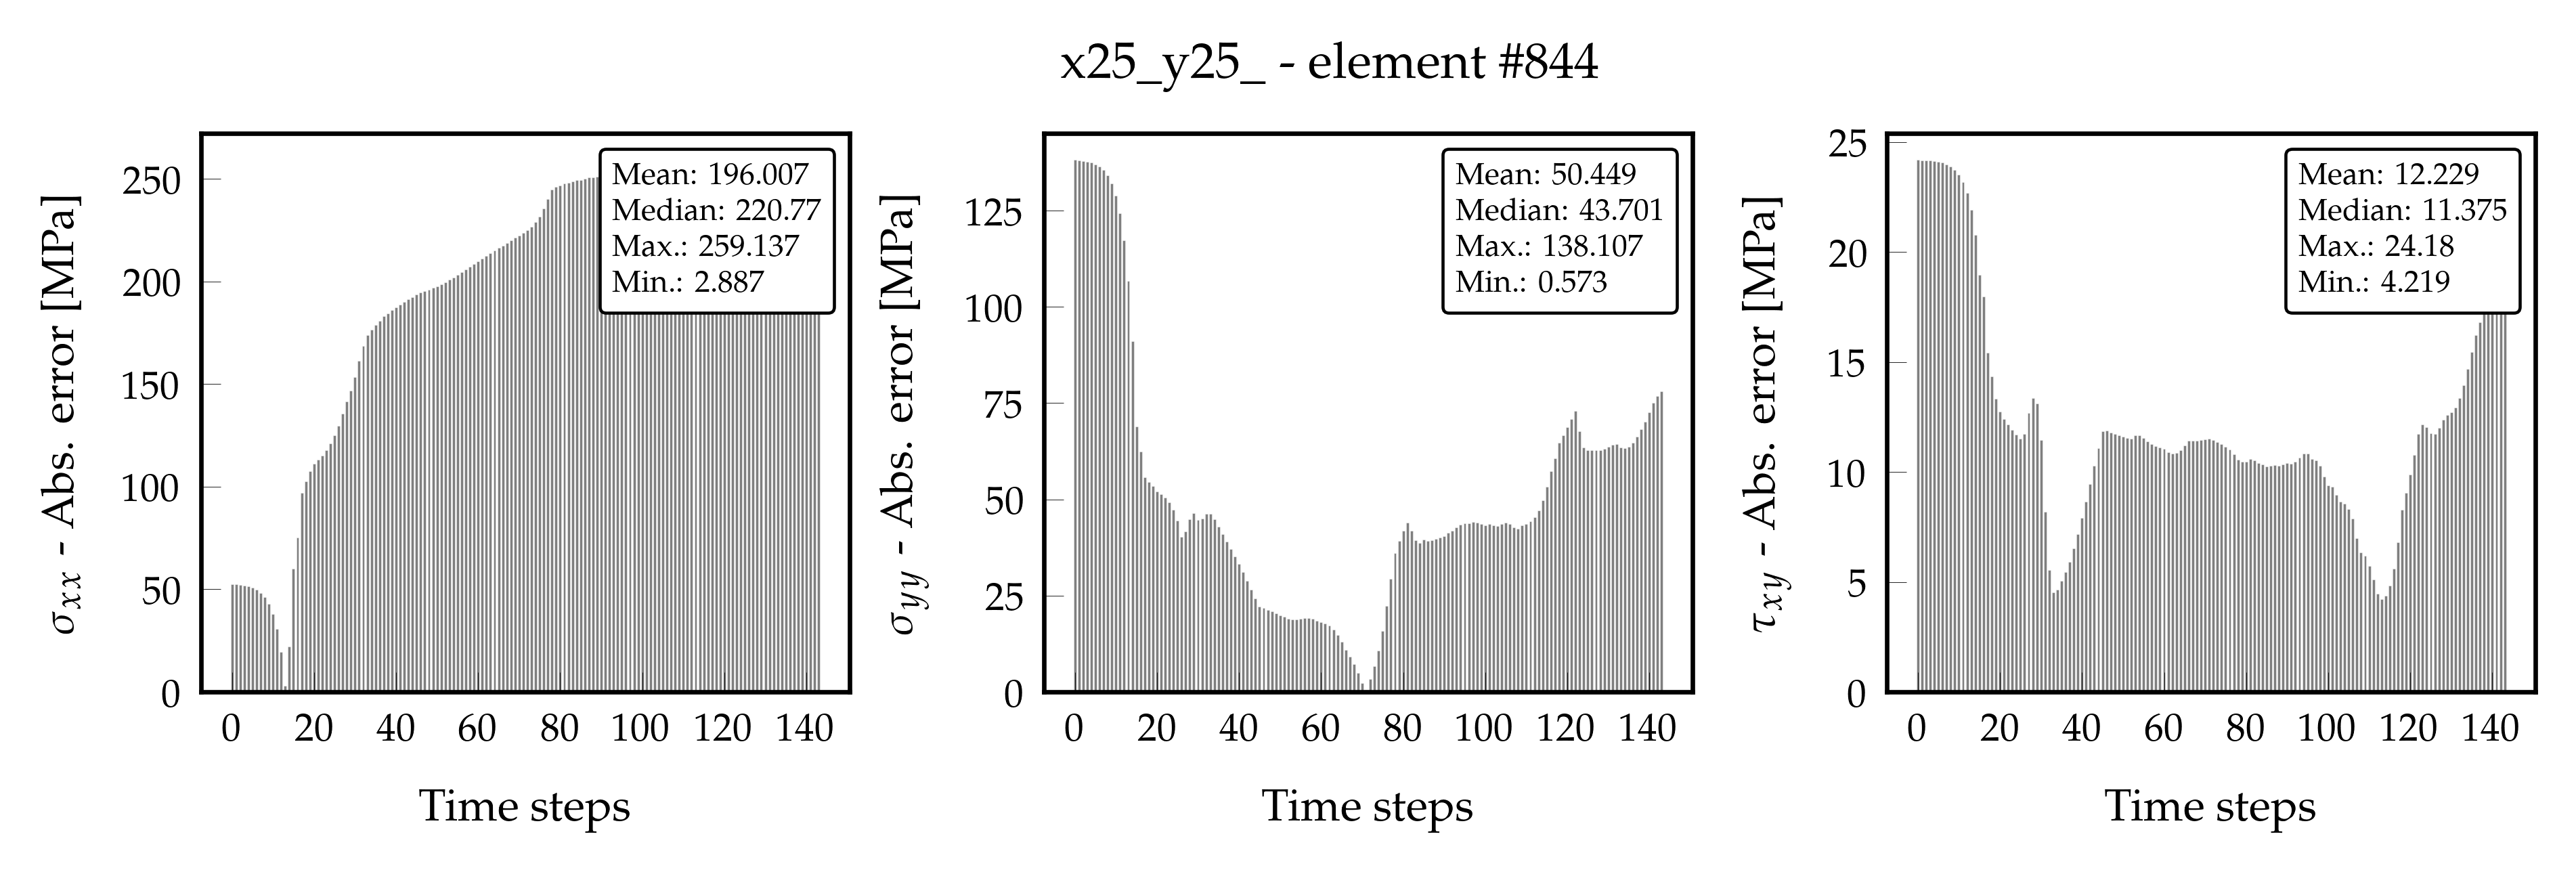 x25_y25_ - element #844
σxx - Abs. error [MPa]
250
200
150
100
50
0
0 20 40 60 80 100 120 140
Time steps
Mean: 196.007
Median: 220.77
Max.: 259.137
Min.: 2.887
σyy - Abs. error [MPa]
125
100
75
50
25
0
0 20 40 60 80 100 120 140
Time steps
Mean: 50.449
Median: 43.701
Max.: 138.107
Min.: 0.573
τxy - Abs. error [MPa]
25
20
15
10
5
0
0 20 40 60 80 100 120 140
Time steps
Mean: 12.229
Median: 11.375
Max.: 24.18
Min.: 4.219